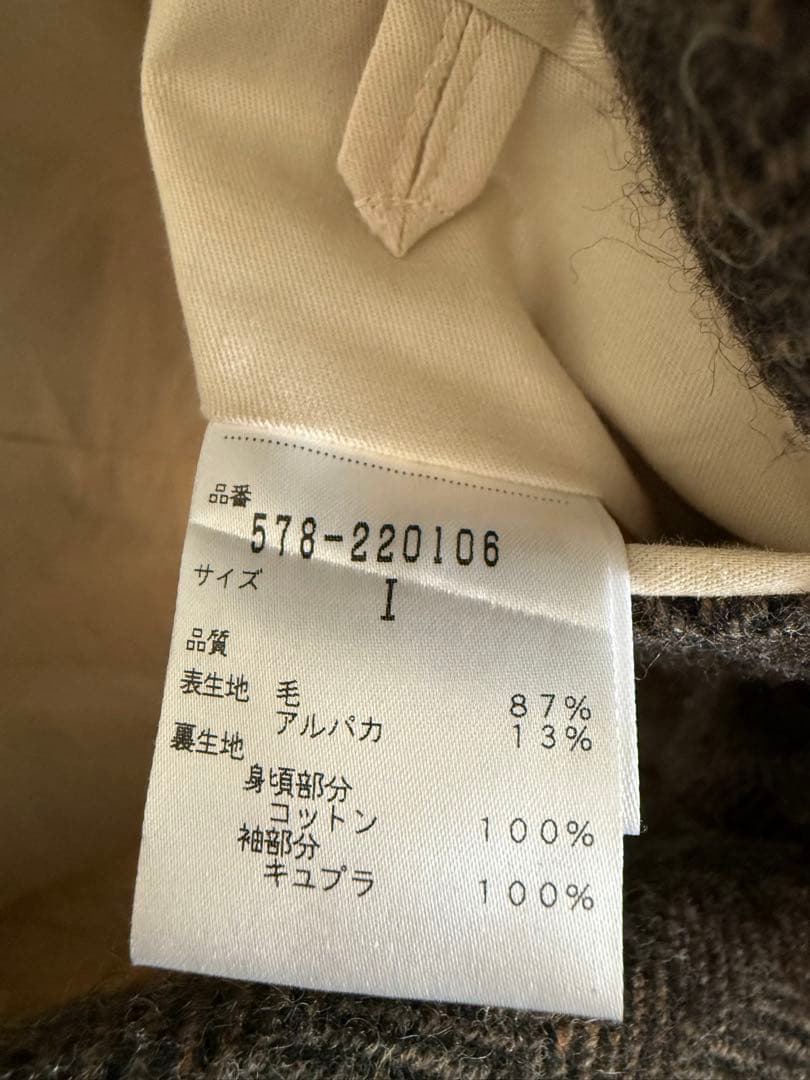 品番
578-220106
サイズ
I
品質
表生地 毛 87%
アルパカ 13%
裏生地
身頃部分
コットン 100%
袖部分
キュプラ 100%